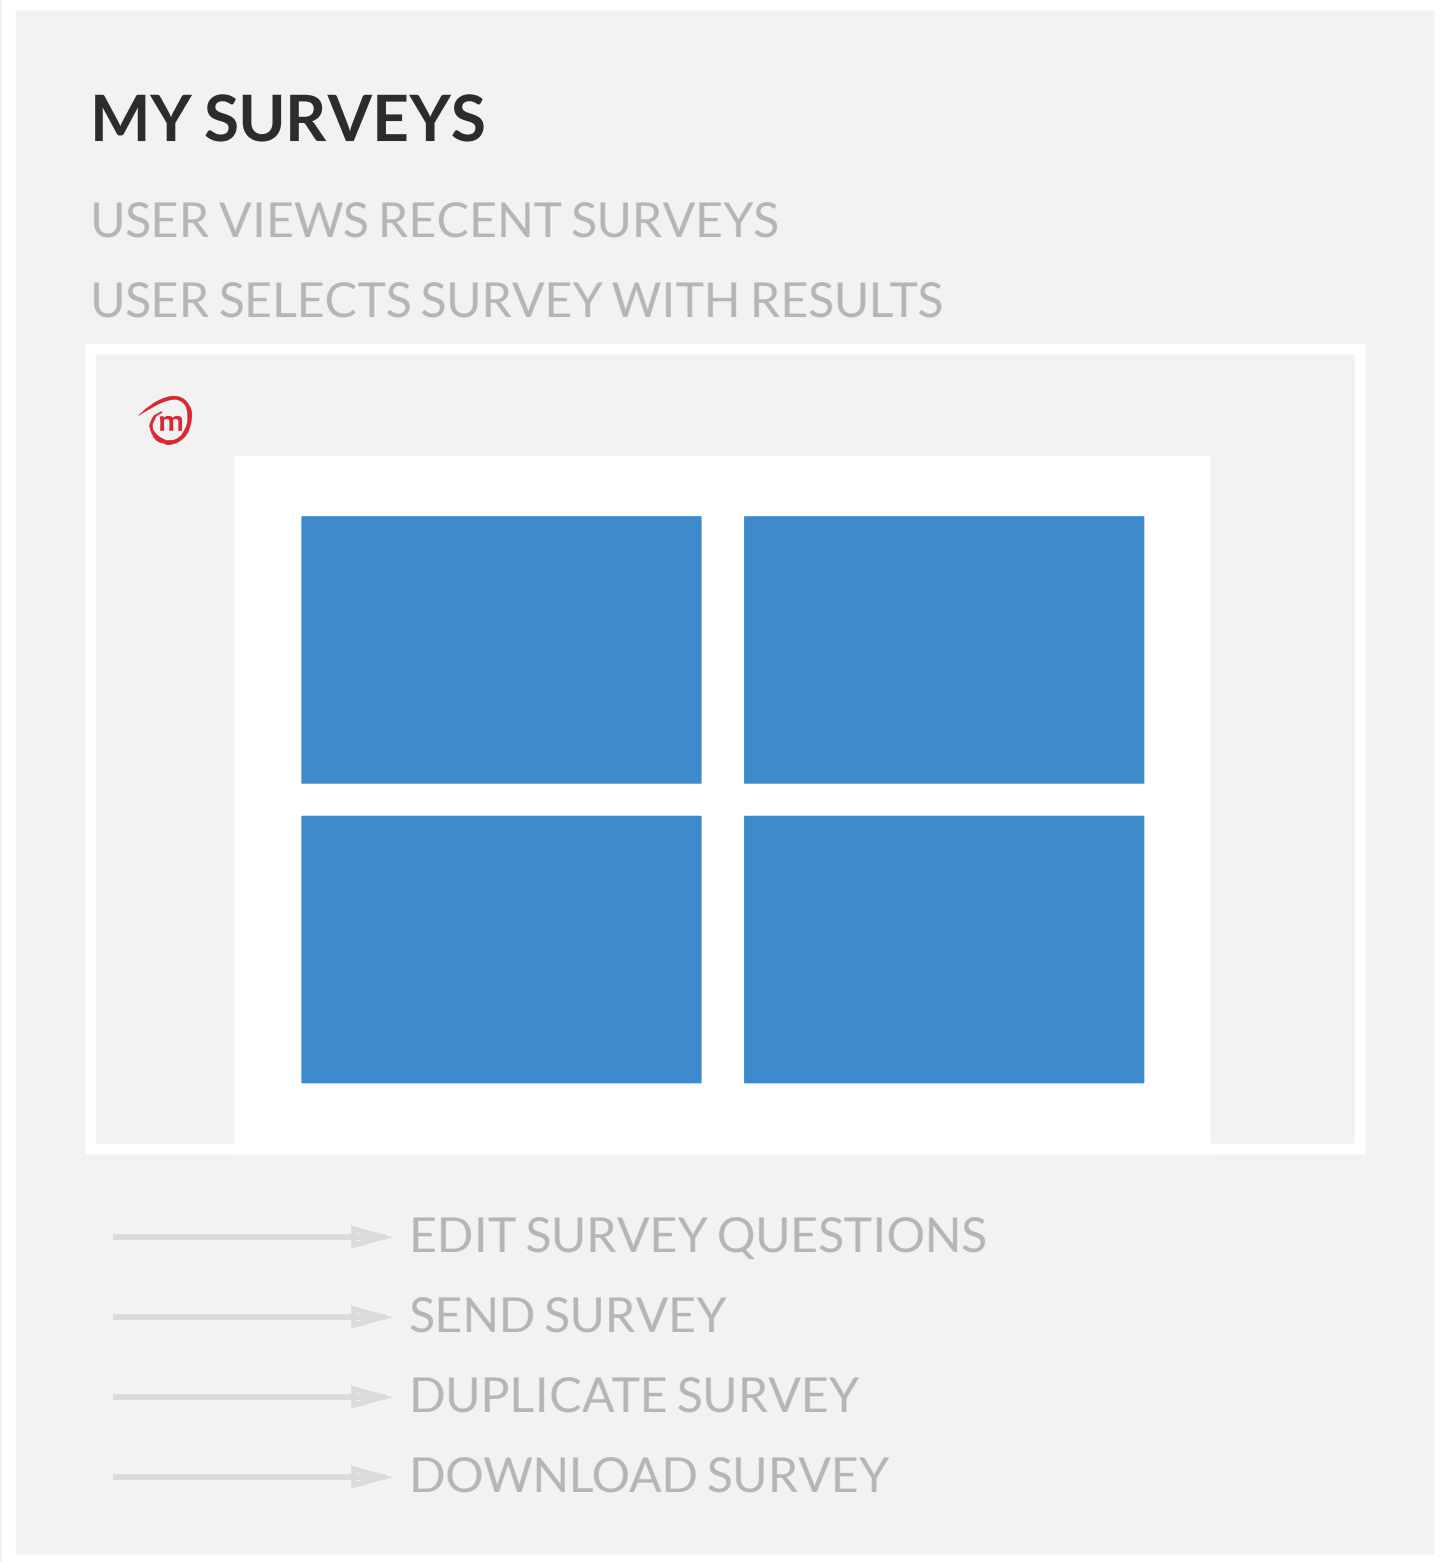 MY SURVEYS
USER VIEWS RECENT SURVEYS
USER SELECTS SURVEY WITH RESULTS
m
EDIT SURVEY QUESTIONS
SEND SURVEY
DUPLICATE SURVEY
DOWNLOAD SURVEY